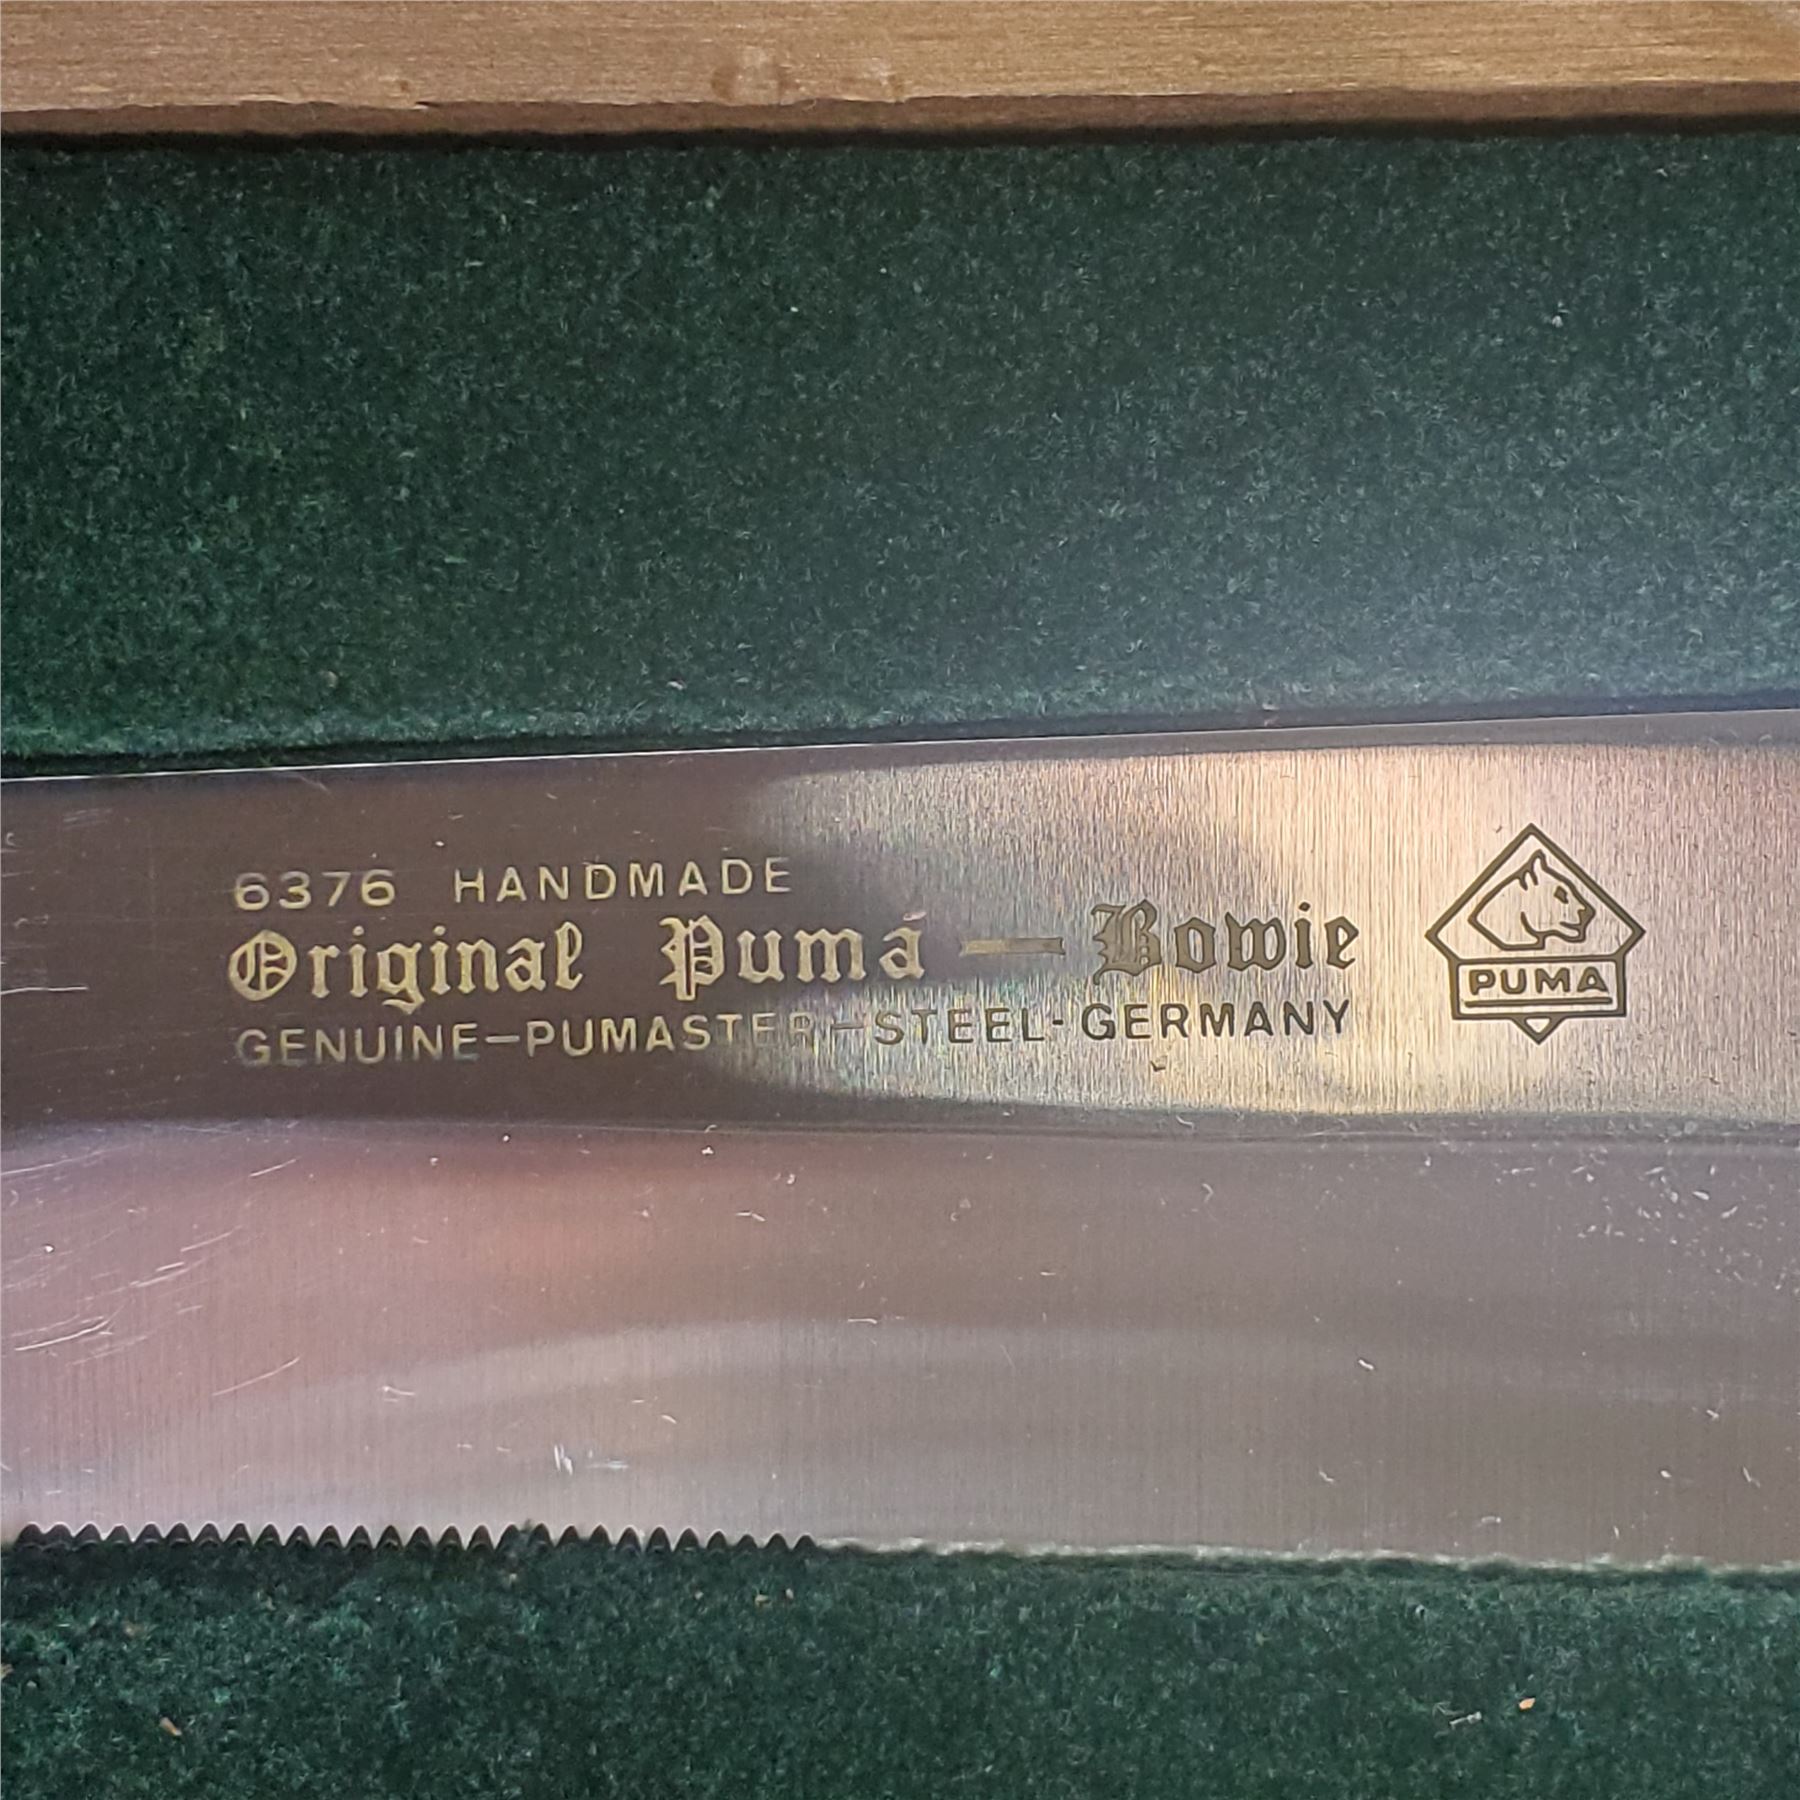 6376 HANDMADE
Original Puma — Bowie
GENUINE-PUMASTER-STEEL-GERMANY
PUMA